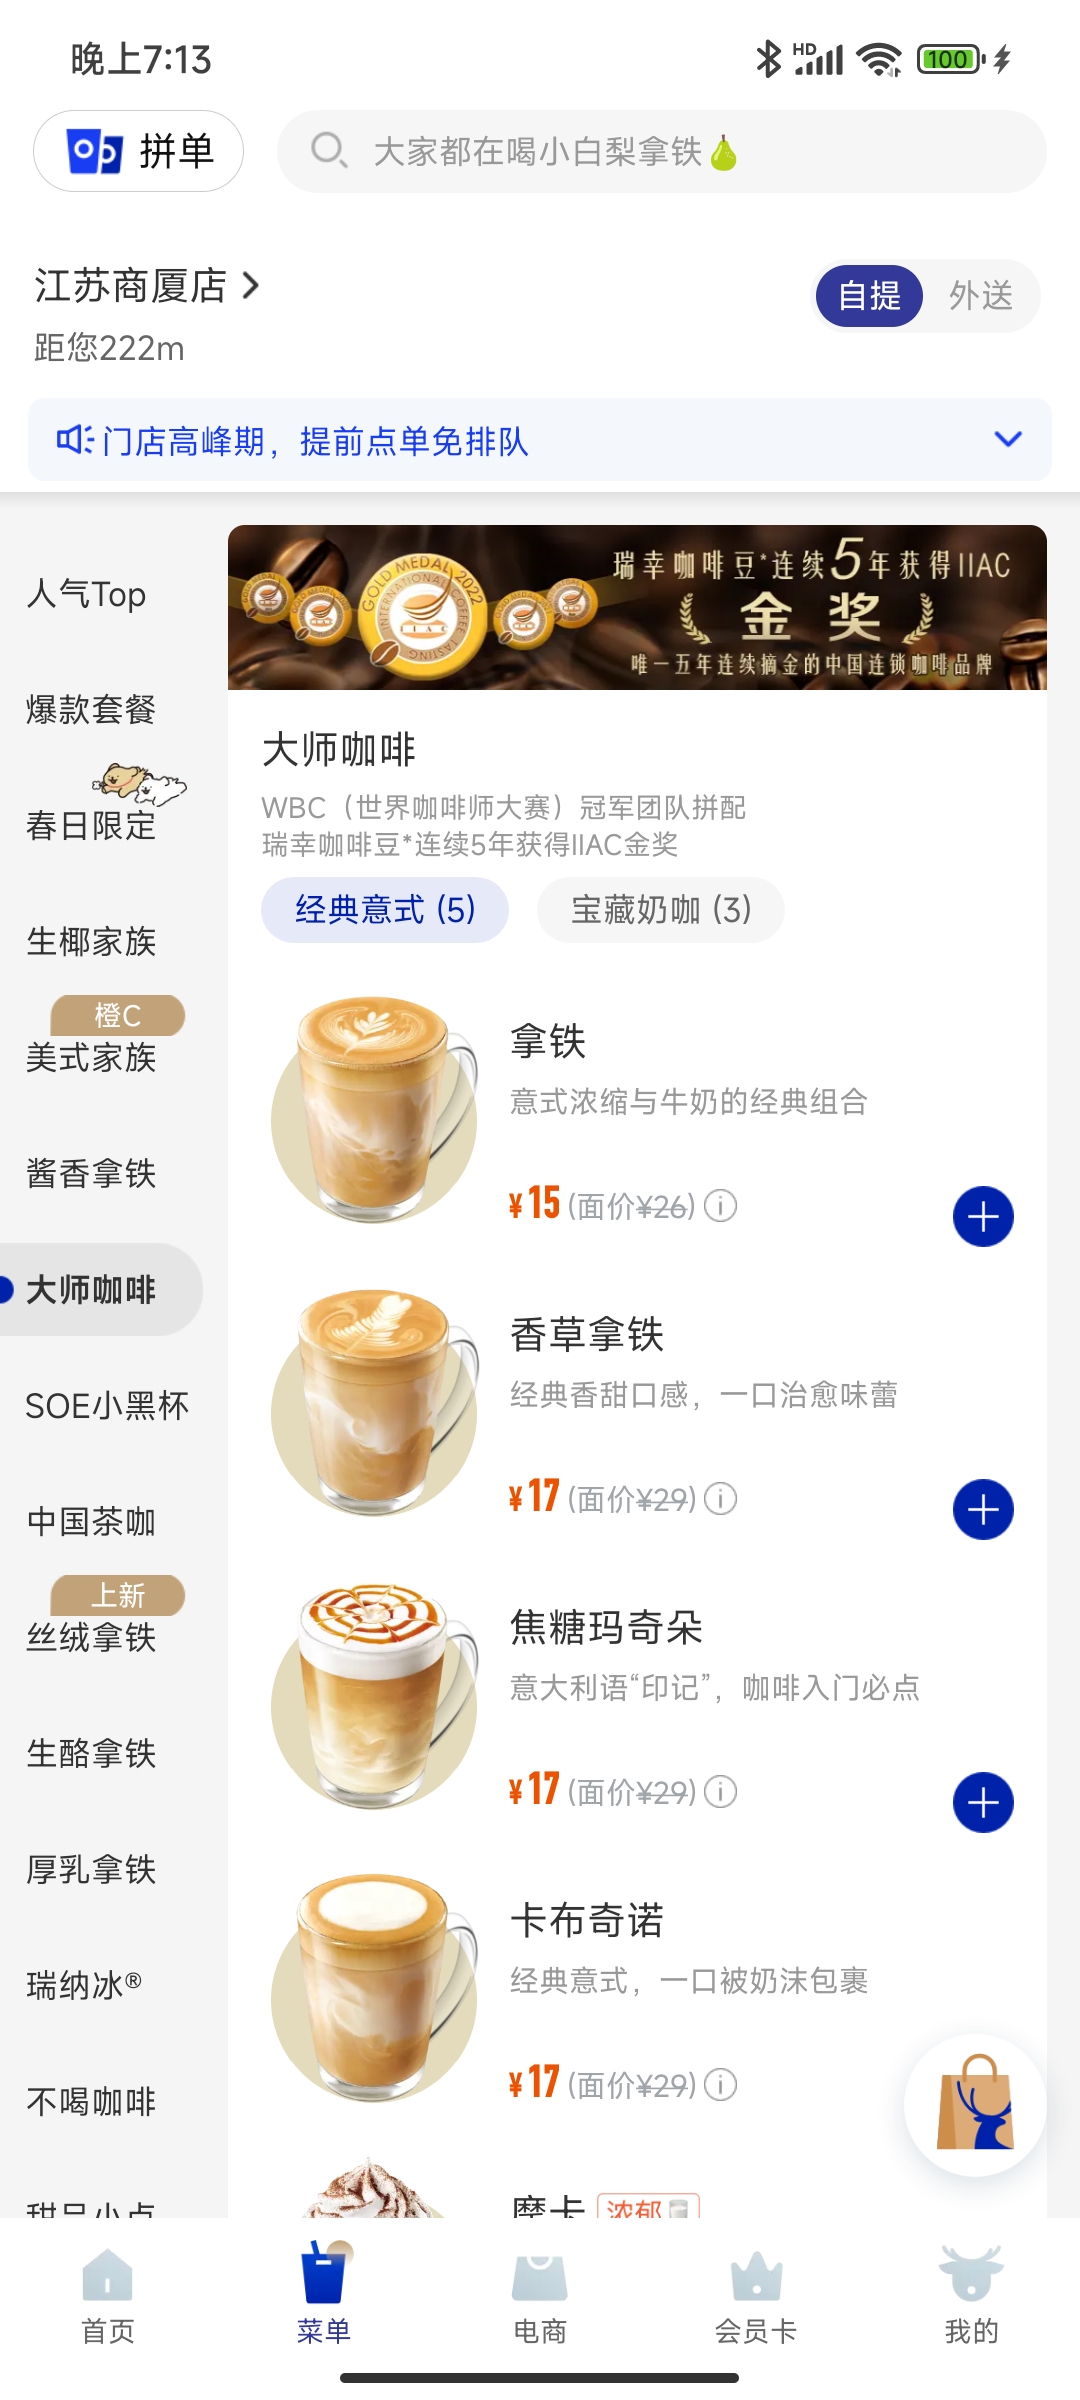 晚上7:13
HD
100
拼单
大家都在喝小白梨拿铁
江苏商厦店
自提
外送
距您222m
门店高峰期，提前点单免排队
人气Top
爆款套餐
春日限定
生椰家族
橙C
美式家族
酱香拿铁
大师咖啡
SOE小黑杯
中国茶咖
上新
丝绒拿铁
生酪拿铁
厚乳拿铁
瑞纳冰®
不喝咖啡
甜品小点
GOLD MEDAL 2022
INTERNATIONAL COFFEE
IIAC
TASTING
瑞幸咖啡豆*连续5年获得IIAC
金奖
唯一五年连续摘金的中国连锁咖啡品牌
大师咖啡
WBC（世界咖啡师大赛）冠军团队拼配
瑞幸咖啡豆*连续5年获得IIAC金奖
经典意式 (5)
宝藏奶咖 (3)
拿铁
意式浓缩与牛奶的经典组合
¥15 (面价¥26)
香草拿铁
经典香甜口感，一口治愈味蕾
¥17 (面价¥29)
焦糖玛奇朵
意大利语“印记”，咖啡入门必点
¥17 (面价¥29)
卡布奇诺
经典意式，一口被奶沫包裹
¥17 (面价¥29)
摩卡 浓郁
首页
菜单
电商
会员卡
我的